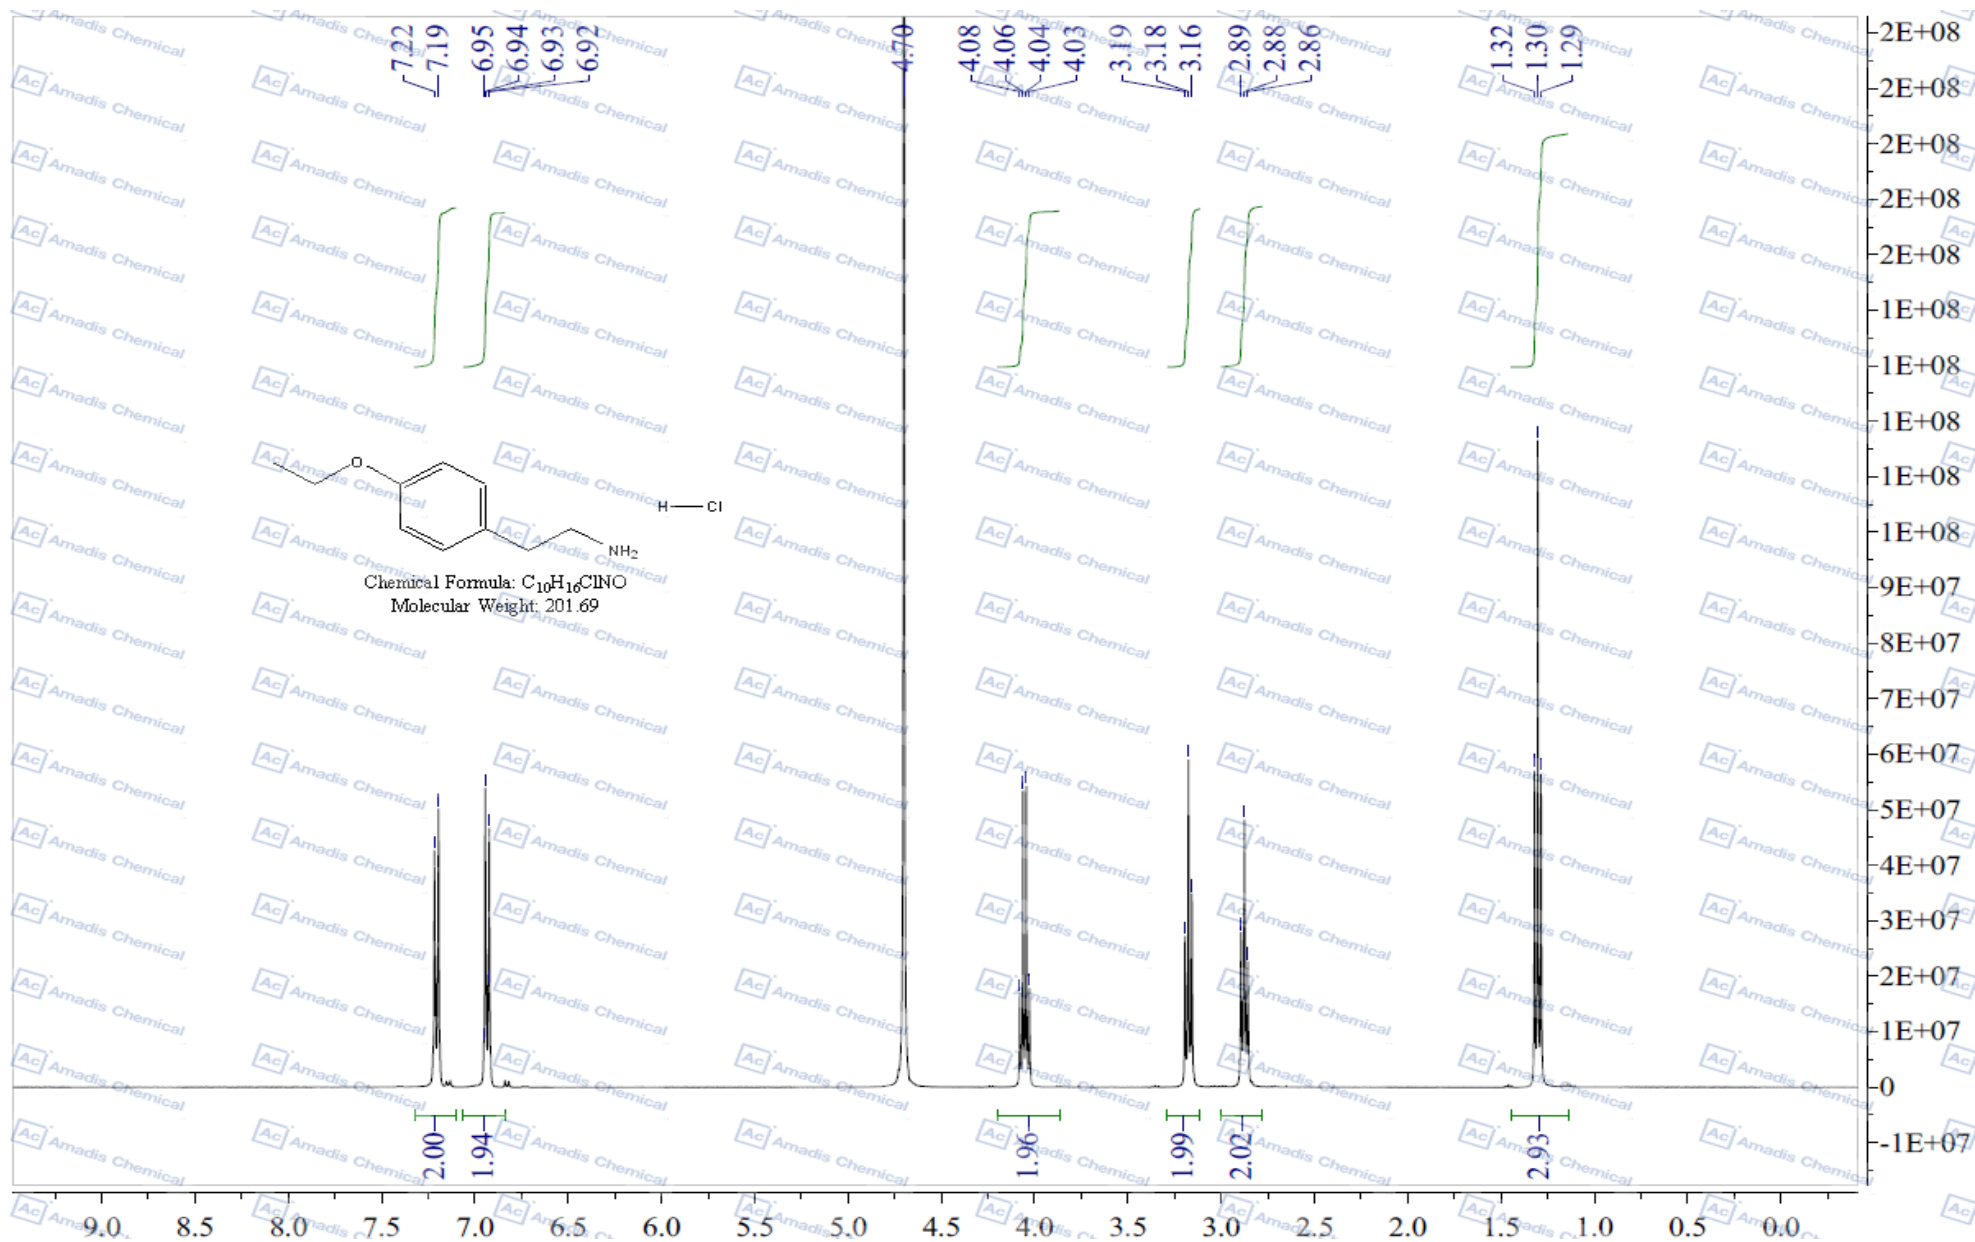 7.22
7.19
6.95
6.94
6.93
6.92
4.70
4.08
4.06
4.04
4.03
3.19
3.18
3.16
2.89
2.88
2.86
1.32
1.30
1.29
2E+08
2E+08
2E+08
2E+08
2E+08
1E+08
1E+08
1E+08
1E+08
1E+08
9E+07
8E+07
7E+07
6E+07
5E+07
4E+07
3E+07
2E+07
1E+07
0
-1E+07
O
H—Cl
NH₂
Chemical Formula: C₁₀H₁₆ClNO
Molecular Weight: 201.69
2.00
1.94
1.96
1.99
2.02
2.93
9.0 8.5 8.0 7.5 7.0 6.5 6.0 5.5 5.0 4.5 4.0 3.5 3.0 2.5 2.0 1.5 1.0 0.5 0.0
Ac Amadis Chemical